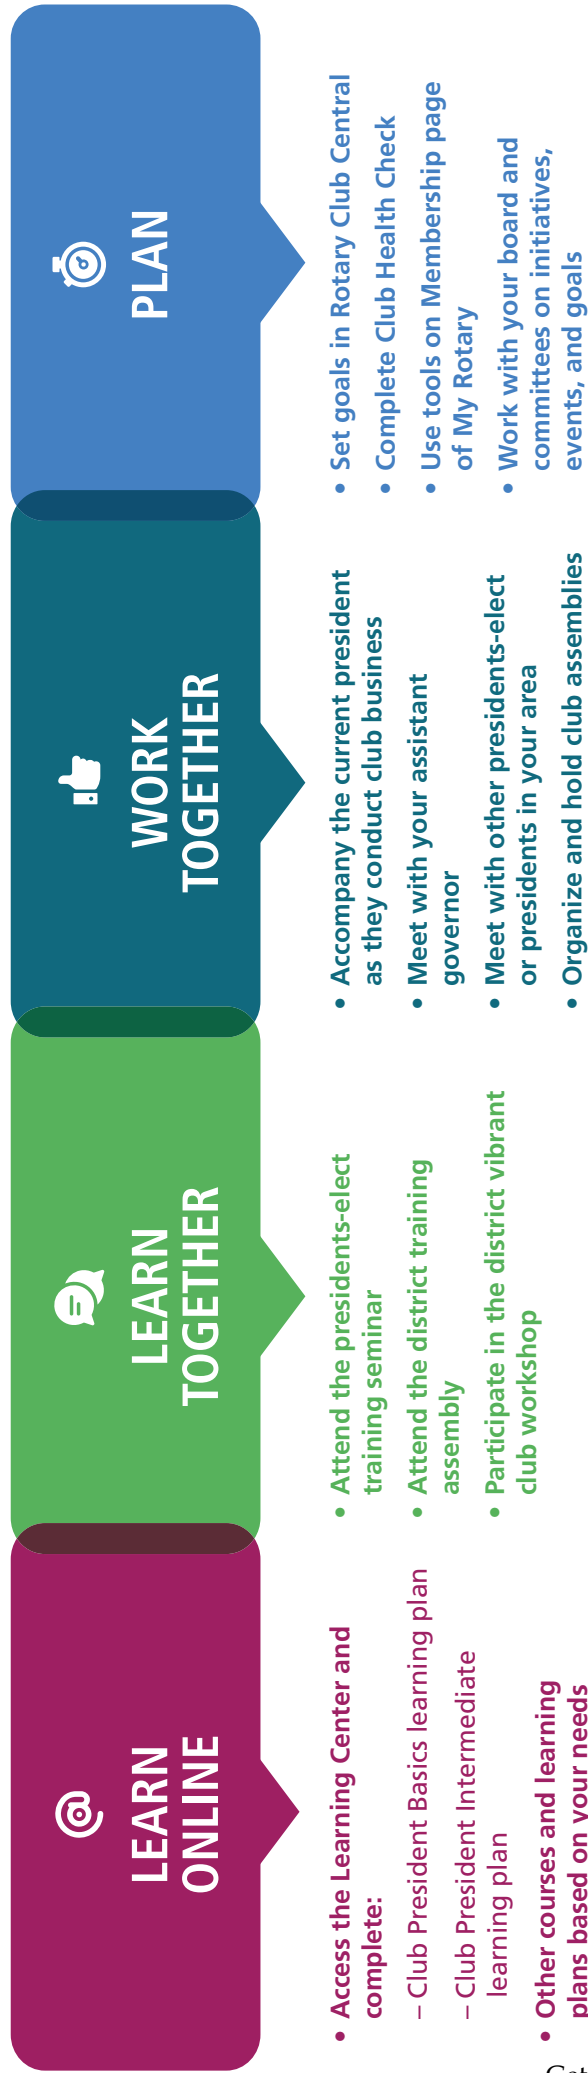 LEARN
ONLINE
• Access the Learning Center and
complete:
– Club President Basics learning plan
– Club President Intermediate
learning plan
• Other courses and learning
plans based on your needs
LEARN
TOGETHER
• Attend the presidents-elect
training seminar
• Attend the district training
assembly
• Participate in the district vibrant
club workshop
WORK
TOGETHER
• Accompany the current president
as they conduct club business
• Meet with your assistant
governor
• Meet with other presidents-elect
or presidents in your area
• Organize and hold club assemblies
PLAN
• Set goals in Rotary Club Central
• Complete Club Health Check
• Use tools on Membership page
of My Rotary
• Work with your board and
committees on initiatives,
events, and goals